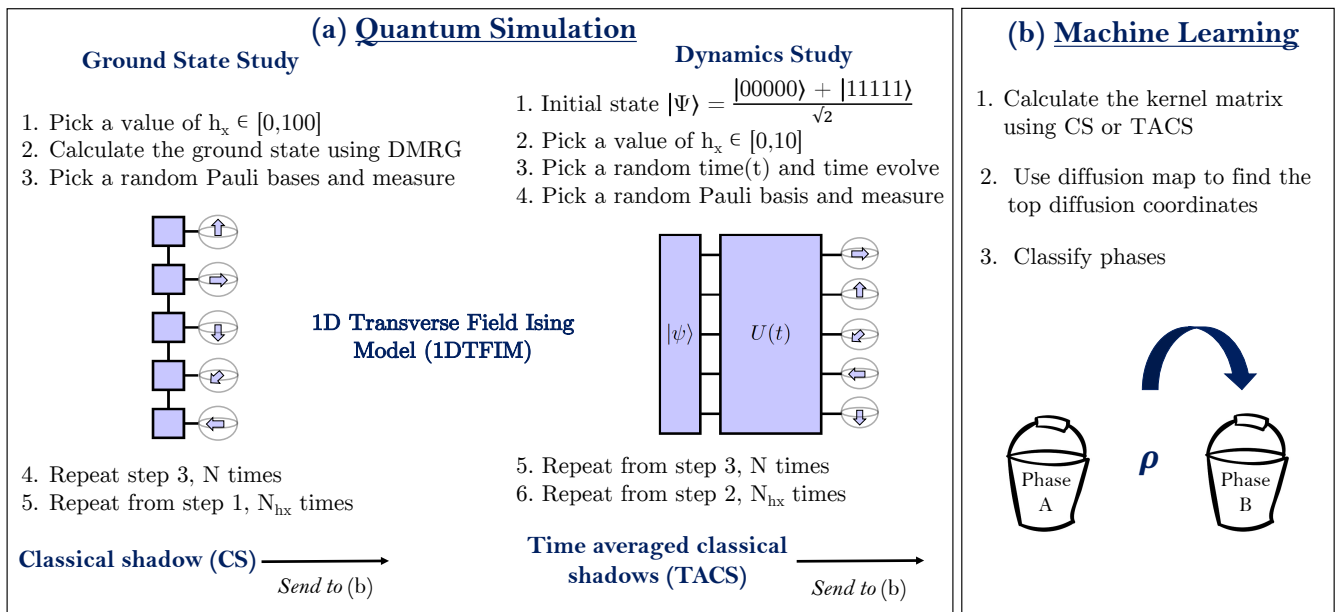 (a) Quantum Simulation
Ground State Study
1. Pick a value of hₓ ∈ [0,100]
2. Calculate the ground state using DMRG
3. Pick a random Pauli bases and measure
4. Repeat step 3, N times
5. Repeat from step 1, N_hx times
Classical shadow (CS)
Send to (b)
1D Transverse Field Ising
Model (1DTFIM)
Dynamics Study
1. Initial state |Ψ⟩ = |00000⟩ + |11111⟩ / √2
2. Pick a value of hₓ ∈ [0,10]
3. Pick a random time(t) and time evolve
4. Pick a random Pauli basis and measure
|ψ⟩
U(t)
5. Repeat from step 3, N times
6. Repeat from step 2, N_hx times
Time averaged classical
shadows (TACS)
Send to (b)
(b) Machine Learning
1. Calculate the kernel matrix
using CS or TACS
2. Use diffusion map to find the
top diffusion coordinates
3. Classify phases
Phase
A
ρ
Phase
B